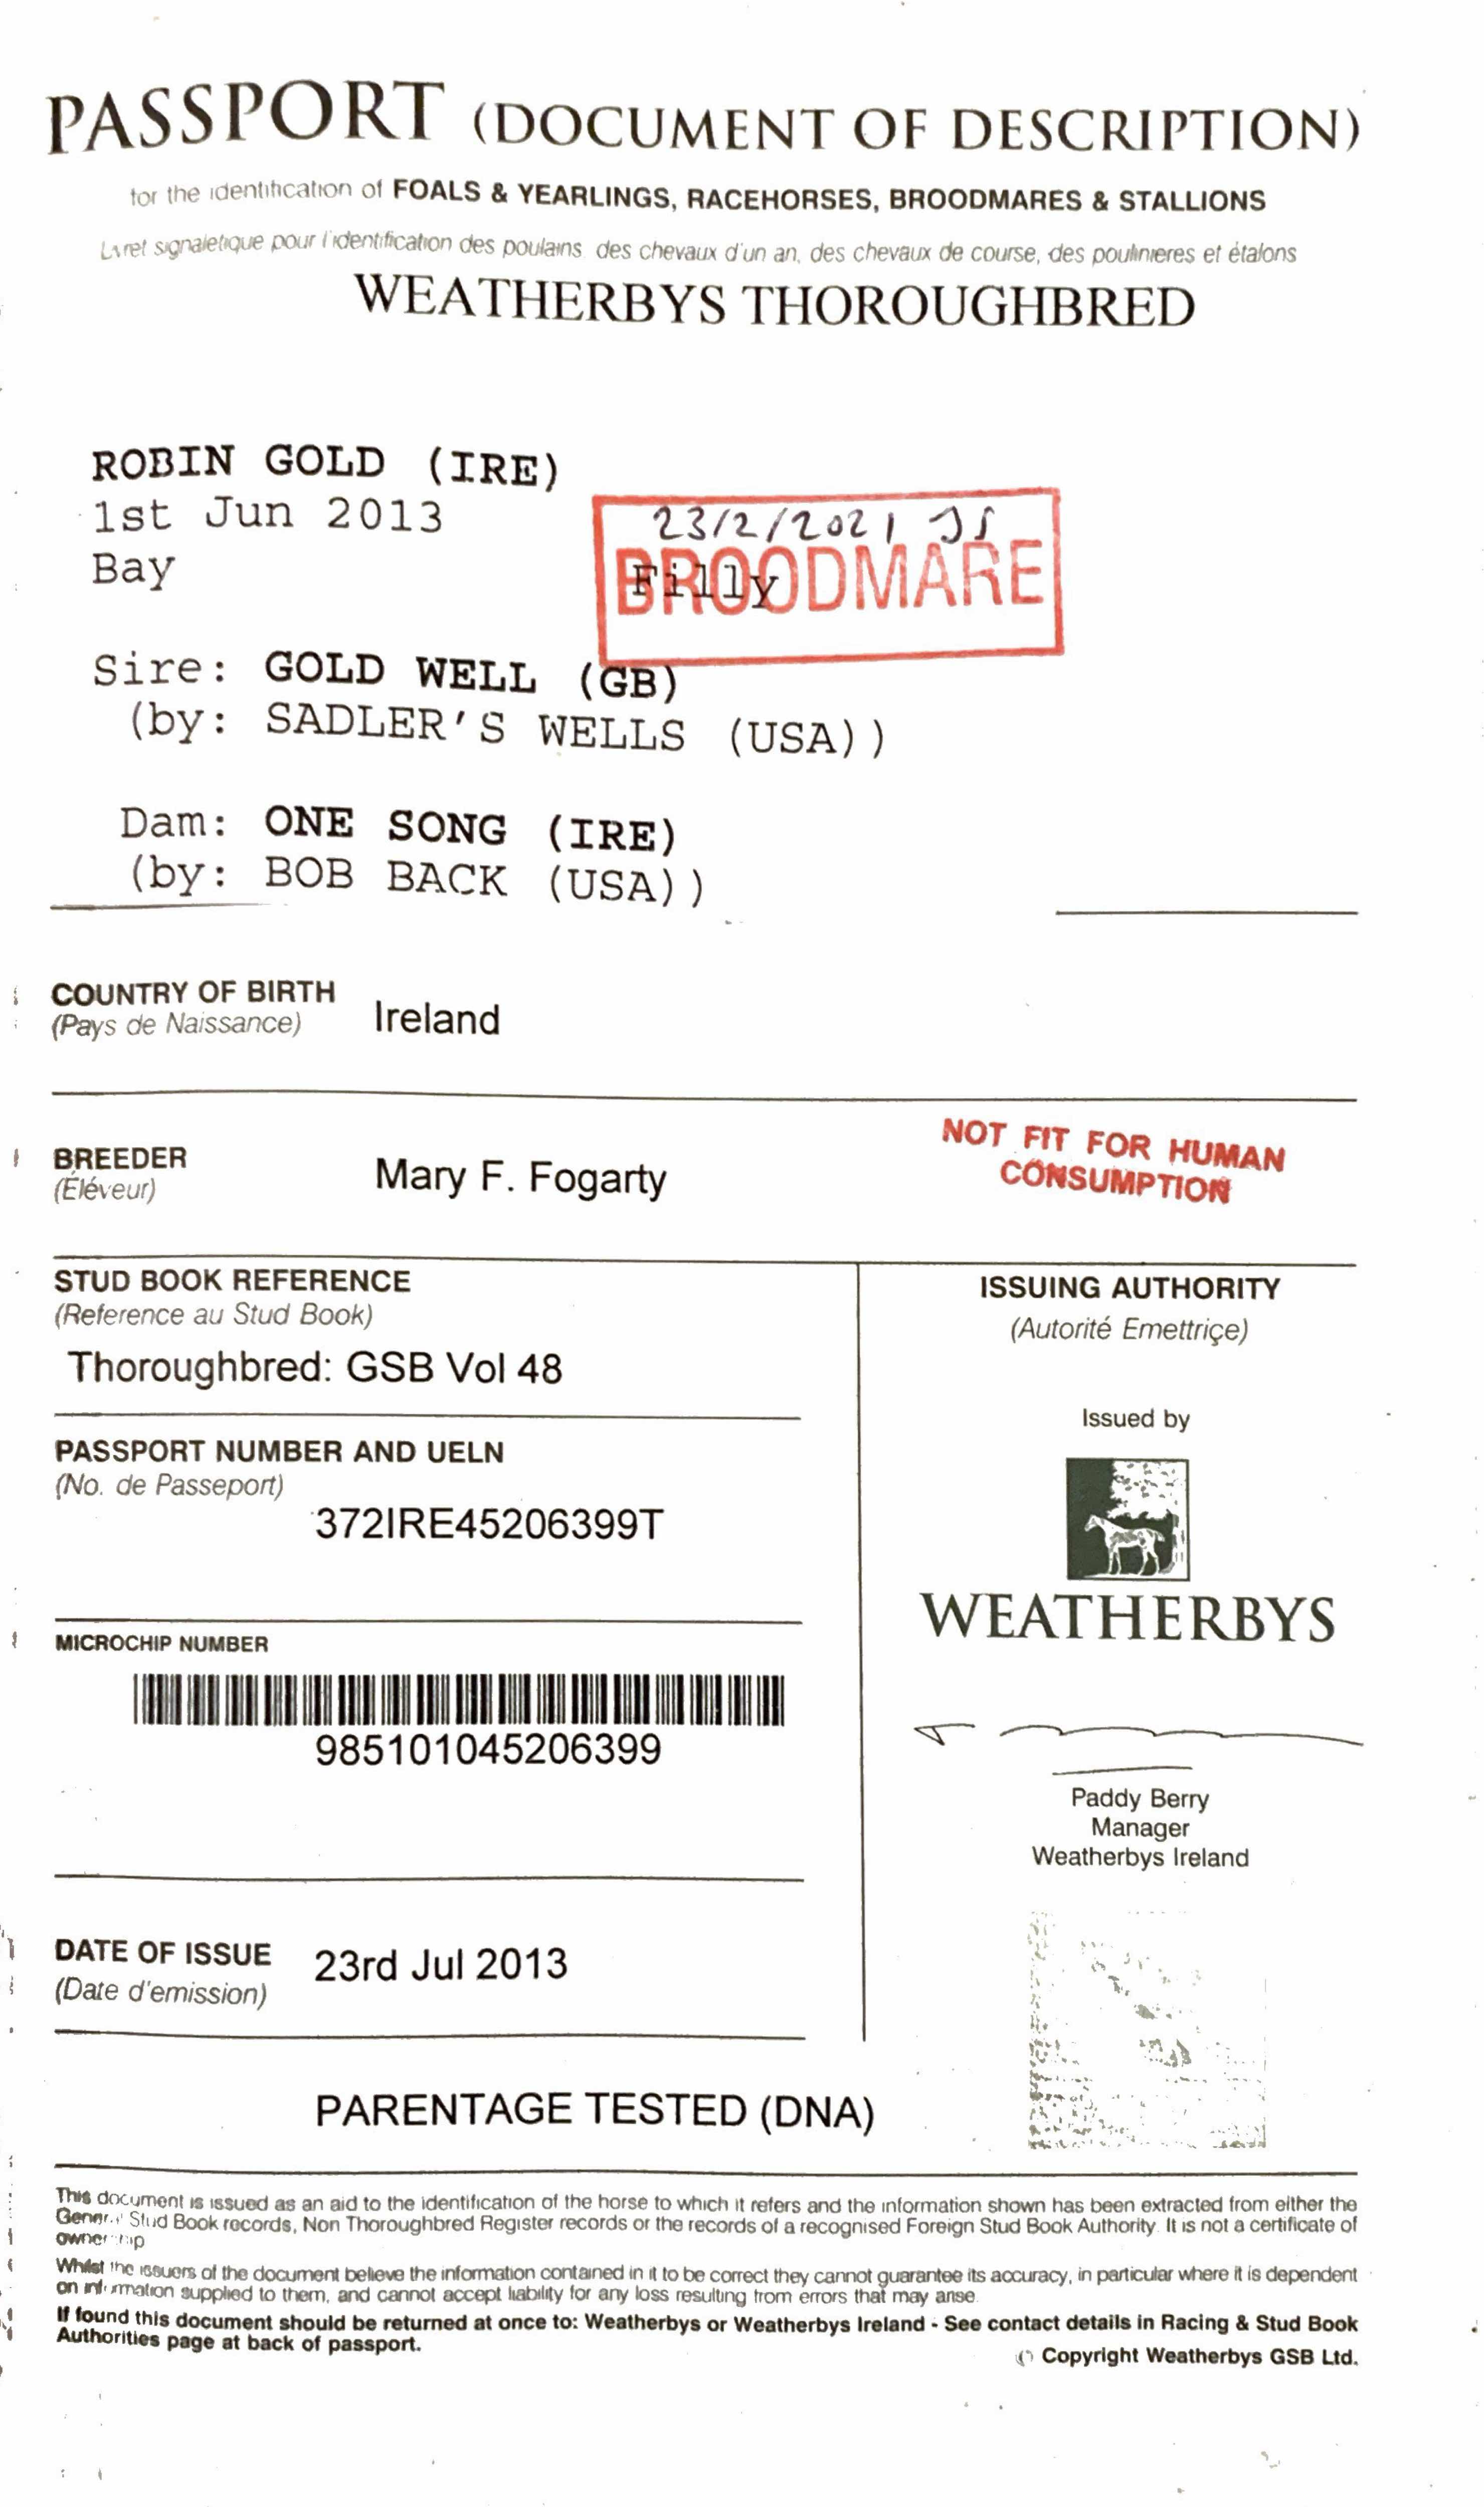 PASSPORT (DOCUMENT OF DESCRIPTION)
for the identification of FOALS & YEARLINGS, RACEHORSES, BROODMARES & STALLIONS
Livret signaletique pour l'identification des poulains, des chevaux d'un an, des chevaux de course, des poulinieres et étalons
WEATHERBYS THOROUGHBRED
ROBIN GOLD (IRE)
1st Jun 2013
23/2/2021 JS
Bay
Filly
BROODMARE
Sire: GOLD WELL (GB)
(by: SADLER'S WELLS (USA))
Dam: ONE SONG (IRE)
(by: BOB BACK (USA))
COUNTRY OF BIRTH
(Pays de Naissance)
Ireland
BREEDER
(Éléveur)
Mary F. Fogarty
NOT FIT FOR HUMAN
CONSUMPTION
STUD BOOK REFERENCE
(Reference au Stud Book)
Thoroughbred: GSB Vol 48
PASSPORT NUMBER AND UELN
(No. de Passeport)
372IRE45206399T
MICROCHIP NUMBER
985101045206399
DATE OF ISSUE
(Date d'emission)
23rd Jul 2013
ISSUING AUTHORITY
(Autorité Emettriçe)
Issued by
WEATHERBYS
Paddy Berry
Manager
Weatherbys Ireland
PARENTAGE TESTED (DNA)
This document is issued as an aid to the identification of the horse to which it refers and the information shown has been extracted from either the
General Stud Book records, Non Thoroughbred Register records or the records of a recognised Foreign Stud Book Authority. It is not a certificate of
ownership
Whilst the issuers of the document believe the information contained in it to be correct they cannot guarantee its accuracy, in particular where it is dependent
on information supplied to them, and cannot accept liability for any loss resulting from errors that may arise.
If found this document should be returned at once to: Weatherbys or Weatherbys Ireland - See contact details in Racing & Stud Book
Authorities page at back of passport.
© Copyright Weatherbys GSB Ltd.